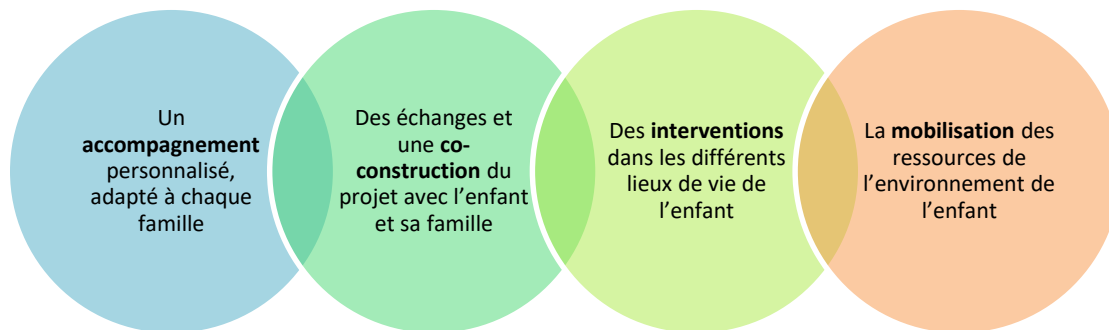 Un
accompagnement
personnalisé,
adapté à chaque
famille
Des échanges et
une co-
construction du
projet avec l’enfant
et sa famille
Des interventions
dans les différents
lieux de vie de
l’enfant
La mobilisation des
ressources de
l’environnement de
l’enfant